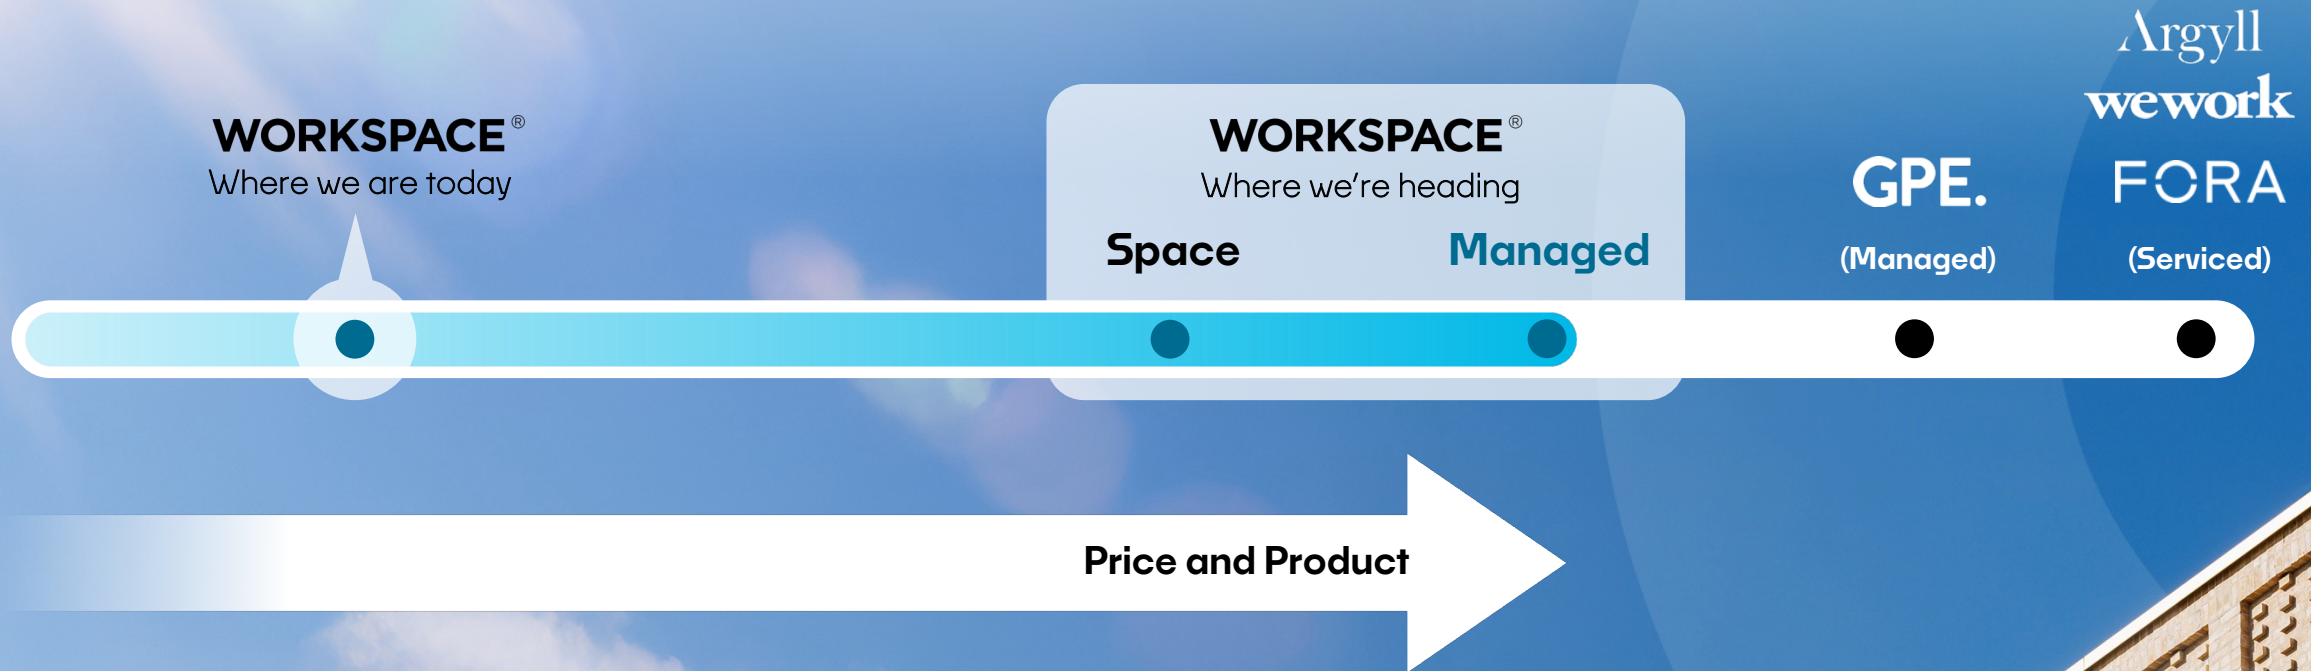 WORKSPACE®
Where we are today
WORKSPACE®
Where we're heading
Space
Managed
GPE.
(Managed)
Argyll
wework
FORA
(Serviced)
Price and Product